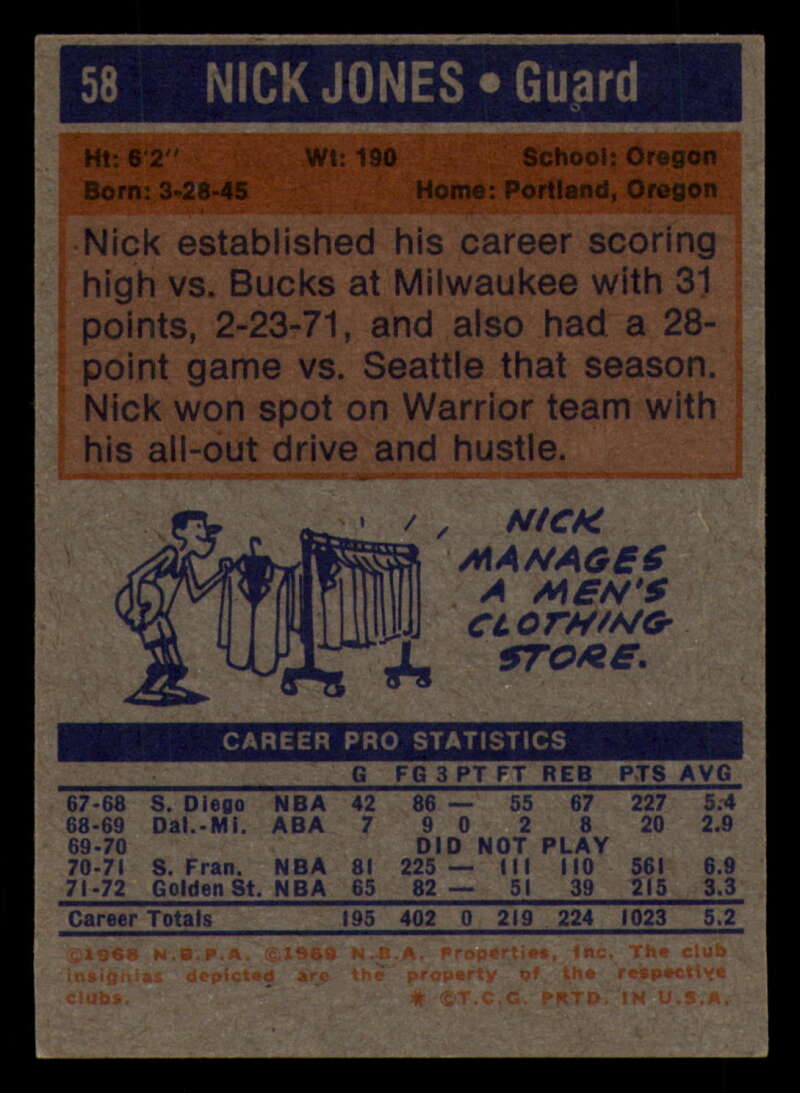 58 NICK JONES • Guard
Ht: 6'2" Wt: 190 School: Oregon
Born: 3-28-45 Home: Portland, Oregon
Nick established his career scoring
high vs. Bucks at Milwaukee with 31
points, 2-23-71, and also had a 28-
point game vs. Seattle that season.
Nick won spot on Warrior team with
his all-out drive and hustle.
NICK
MANAGES
A MEN'S
CLOTHING
STORE.
CAREER PRO STATISTICS
G FG 3 PT FT REB PTS AVG
67-68 S. Diego NBA 42 86 — 55 67 227 5.4
68-69 Dal.-Mi. ABA 7 9 0 2 8 20 2.9
69-70 DID NOT PLAY
70-71 S. Fran. NBA 81 225 — 111 110 561 6.9
71-72 Golden St. NBA 65 82 — 51 39 215 3.3
Career Totals 195 402 0 219 224 1023 5.2
©1968 N.B.P.A. ©1969 N.B.A. Properties, Inc. The club
insignias depicted are the property of the respective
clubs. * ©T.C.G. PRTD. IN U.S.A.